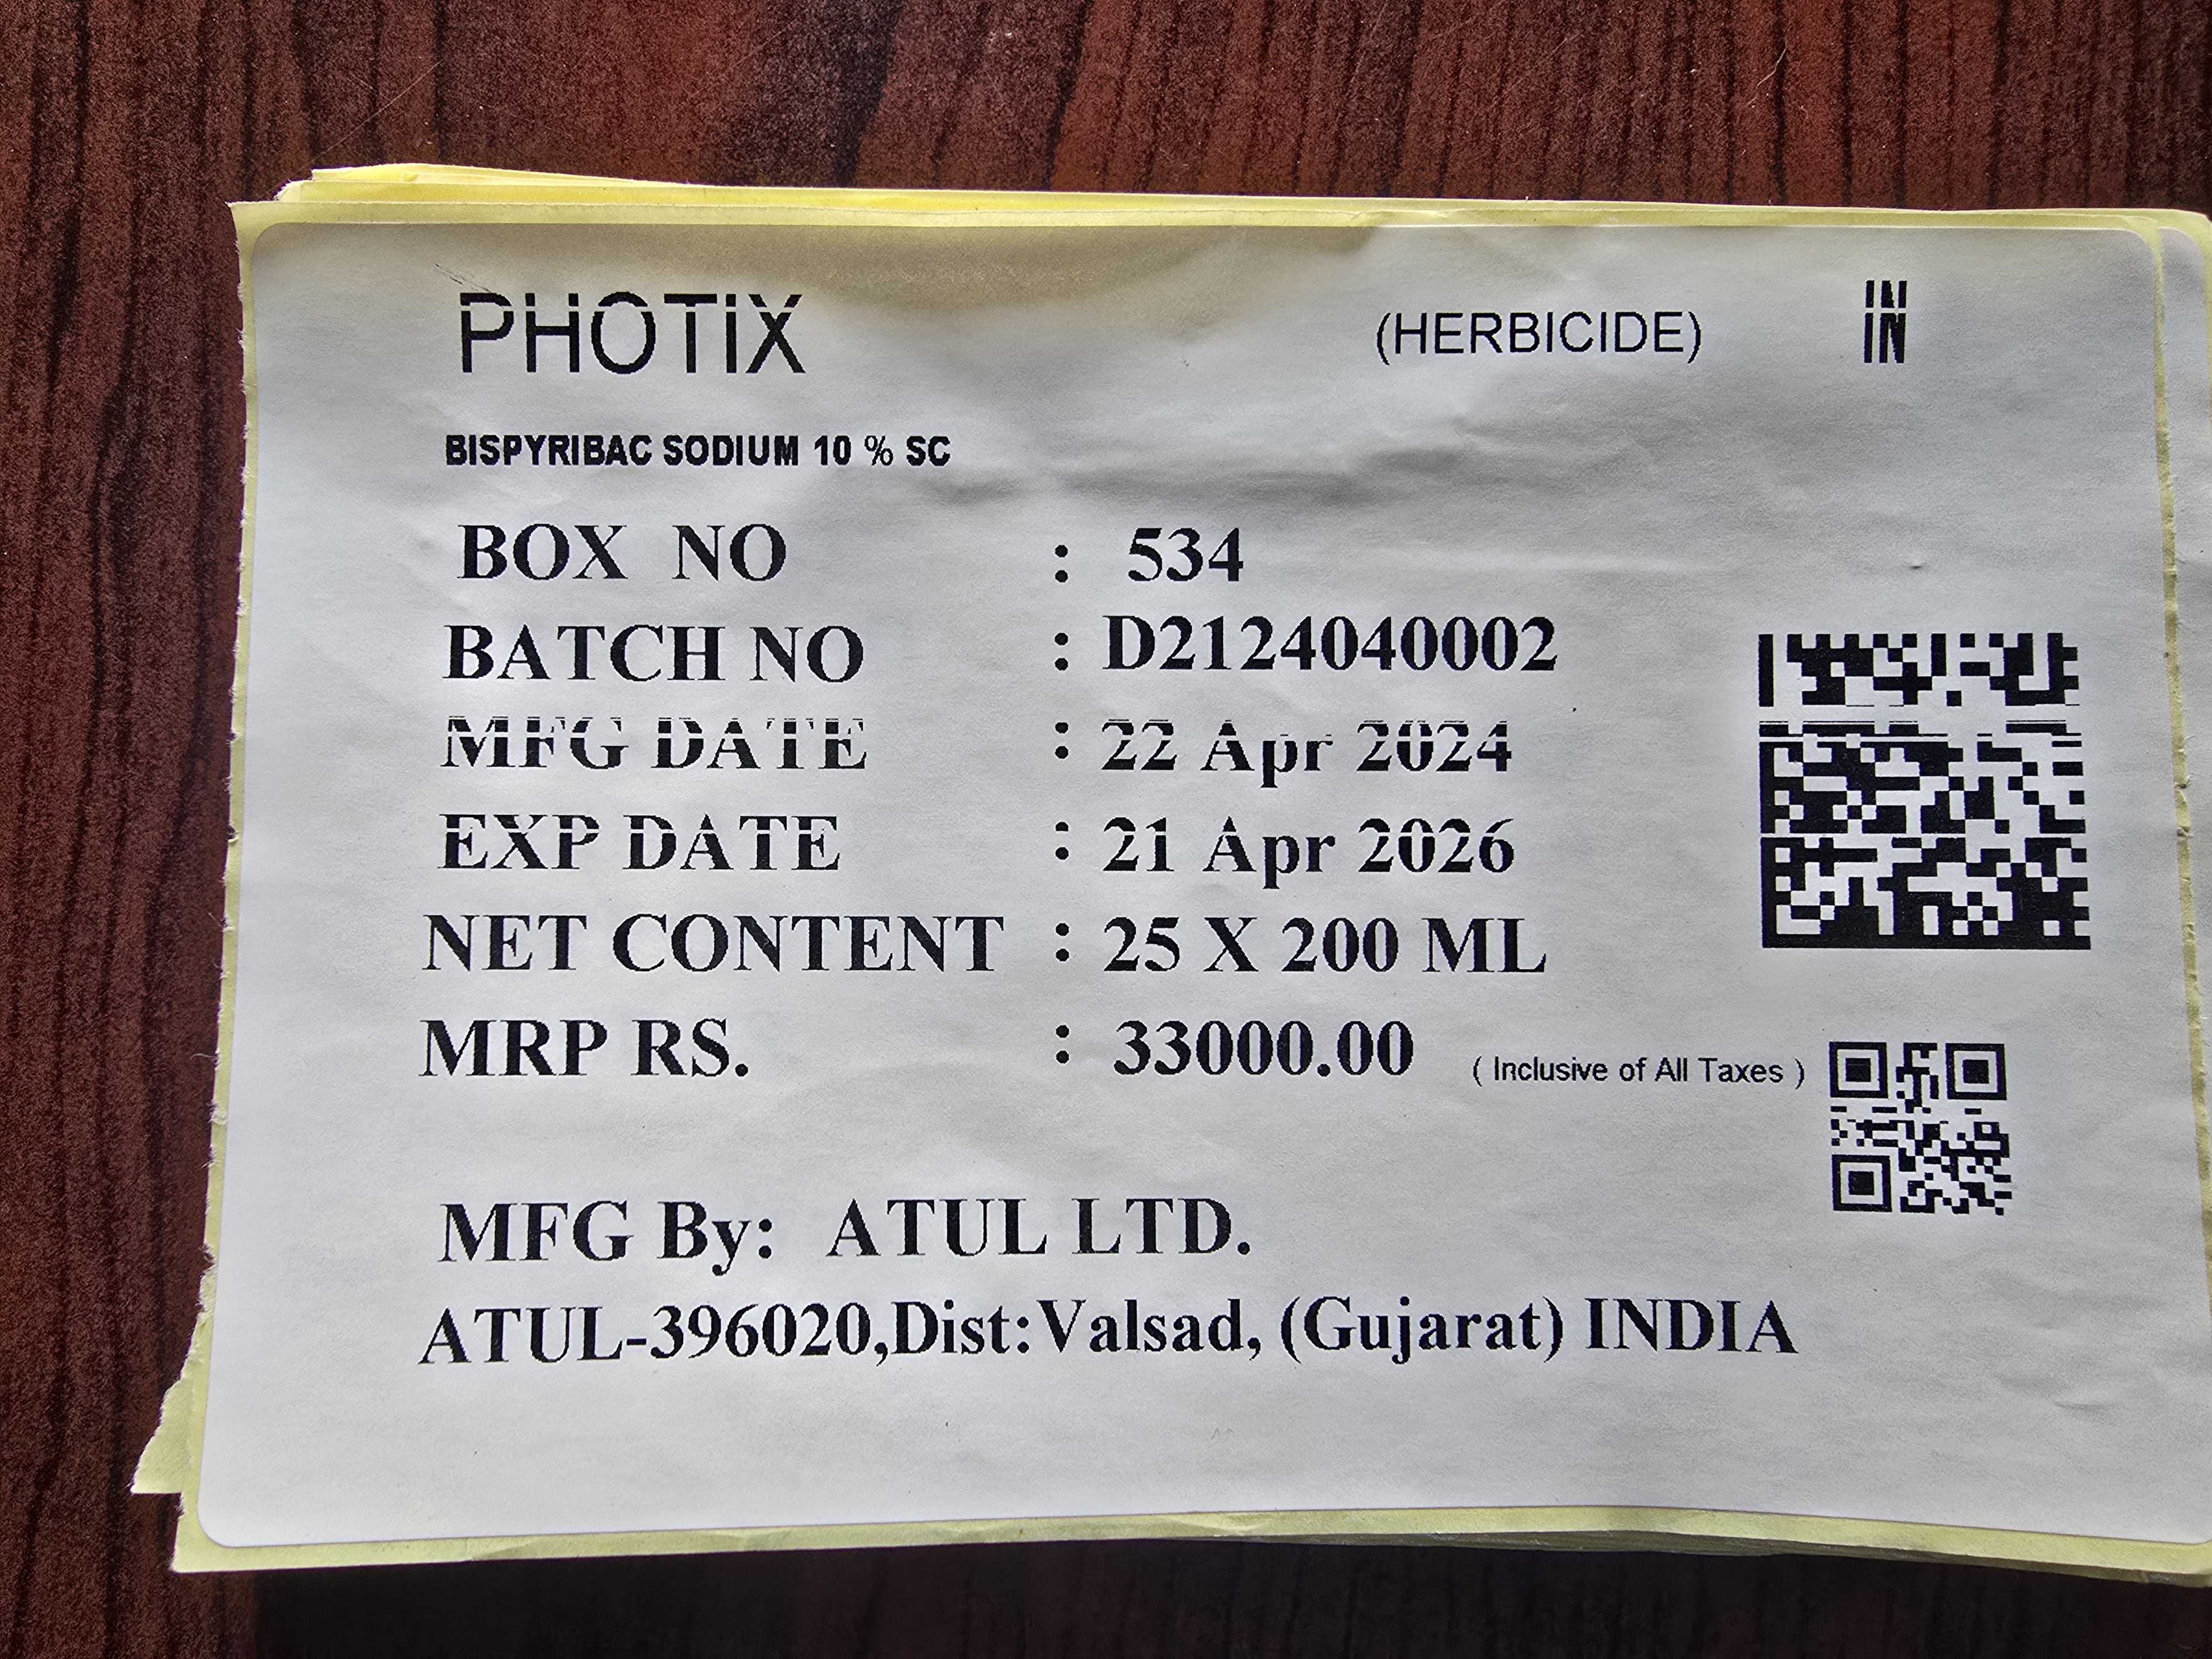 PHOTIX (HERBICIDE) IN
BISPYRIBAC SODIUM 10 % SC
BOX NO : 534
BATCH NO : D2124040002
MFG DATE : 22 Apr 2024
EXP DATE : 21 Apr 2026
NET CONTENT : 25 X 200 ML
MRP RS. : 33000.00 ( Inclusive of All Taxes )
MFG By: ATUL LTD.
ATUL-396020,Dist:Valsad, (Gujarat) INDIA